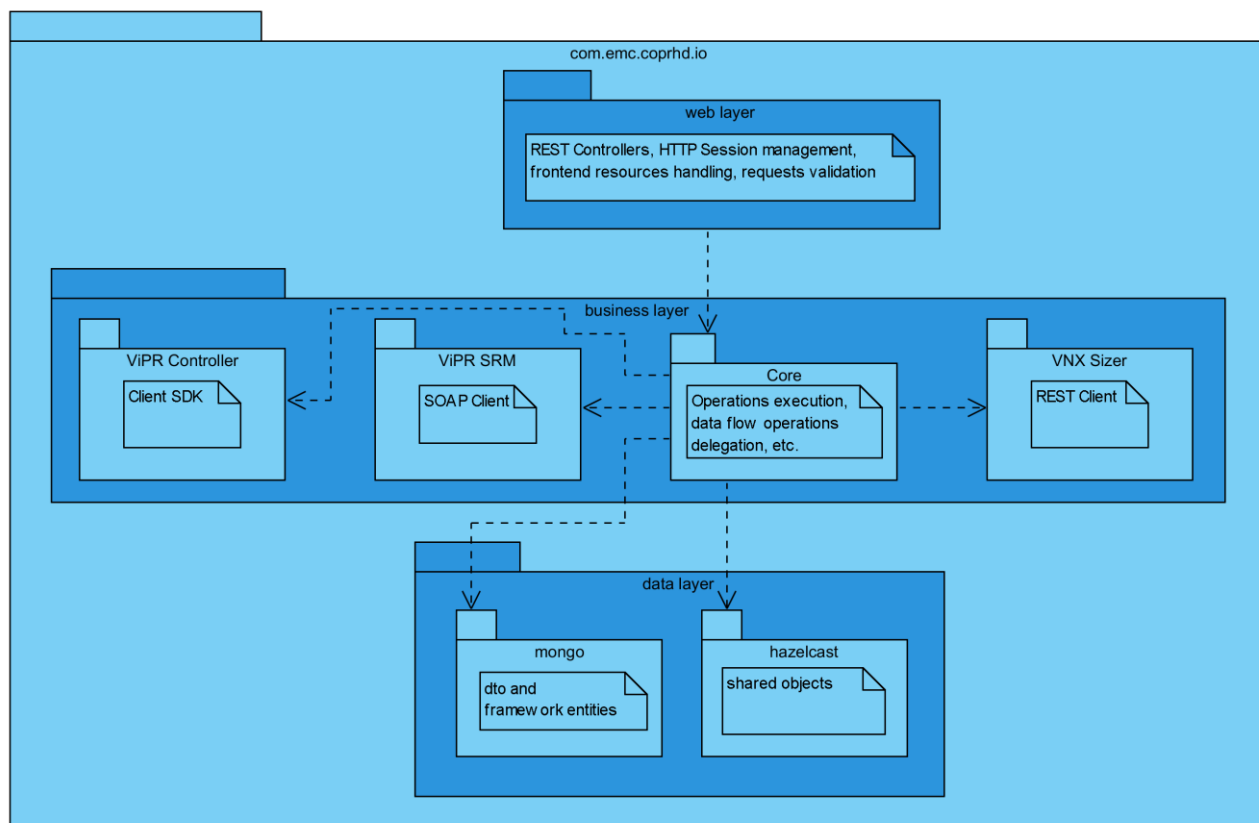 com.emc.coprhd.io
web layer
REST Controllers, HTTP Session management,
frontend resources handling, requests validation
business layer
ViPR Controller
Client SDK
ViPR SRM
SOAP Client
Core
Operations execution,
data flow operations
delegation, etc.
VNX Sizer
REST Client
data layer
mongo
dto and
framew ork entities
hazelcast
shared objects